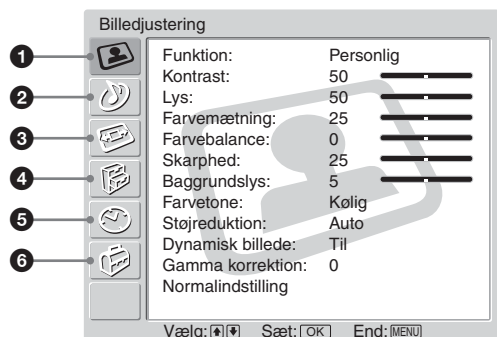 Billedjustering
1
2
3
4
5
6
Funktion: Personlig
Kontrast: 50
Lys: 50
Farvemætning: 25
Farvebalance: 0
Skarphed: 25
Baggrundslys: 5
Farvetone: Kølig
Støjreduktion: Auto
Dynamisk billede: Til
Gamma korrektion: 0
Normalindstilling
Vælg: Sæt: OK End: MENU